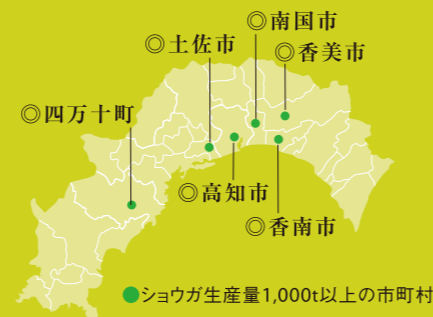 ◎南国市
◎土佐市
◎香美市
◎四万十町
◎高知市
◎香南市
●ショウガ生産量1,000t以上の市町村